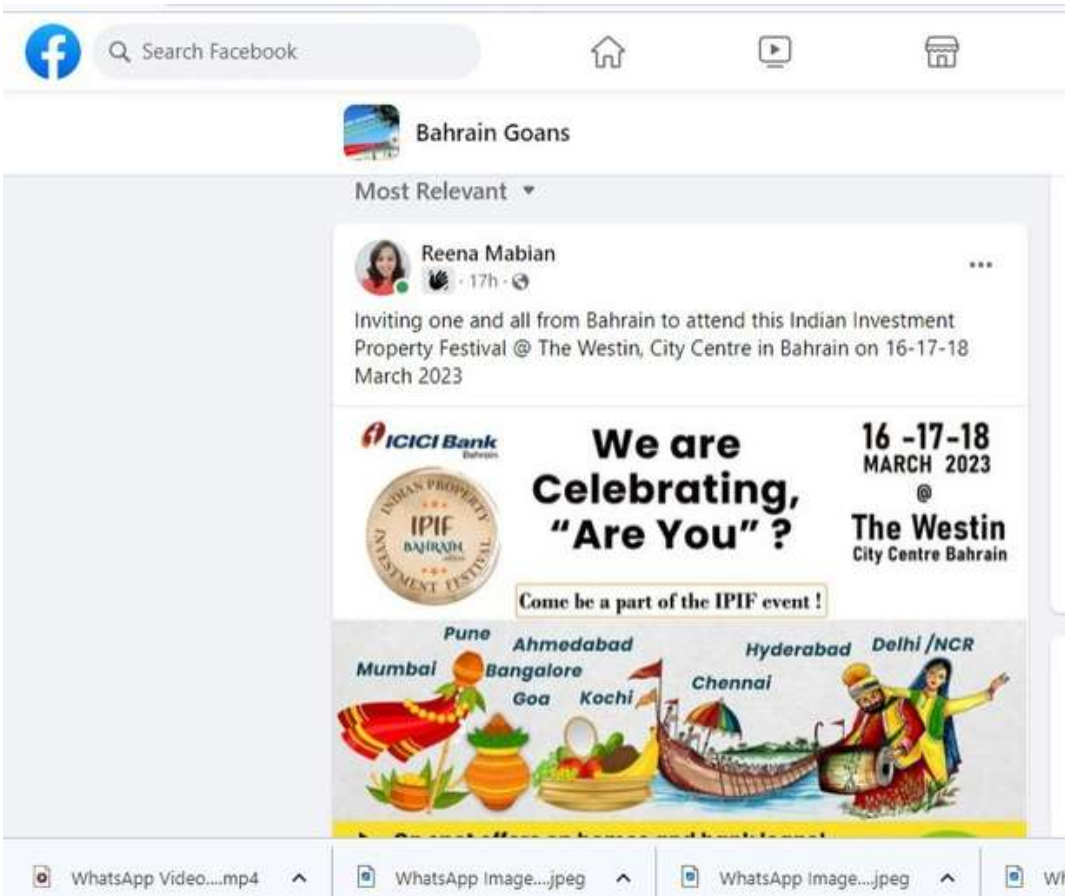 Search Facebook
Bahrain Goans
Most Relevant
Reena Mabian
17h
Inviting one and all from Bahrain to attend this Indian Investment
Property Festival @ The Westin, City Centre in Bahrain on 16-17-18
March 2023
ICICI Bank
Bahrain
INDIAN PROPERTY
IPIF
BAHRAIN
INVESTMENT FESTIVAL
We are
Celebrating,
“Are You” ?
16 -17-18
MARCH 2023
@
The Westin
City Centre Bahrain
Come be a part of the IPIF event !
Pune
Ahmedabad
Hyderabad
Delhi /NCR
Mumbai
Bangalore
Chennai
Goa
Kochi
WhatsApp Video....mp4
WhatsApp Image....jpeg
WhatsApp Image....jpeg